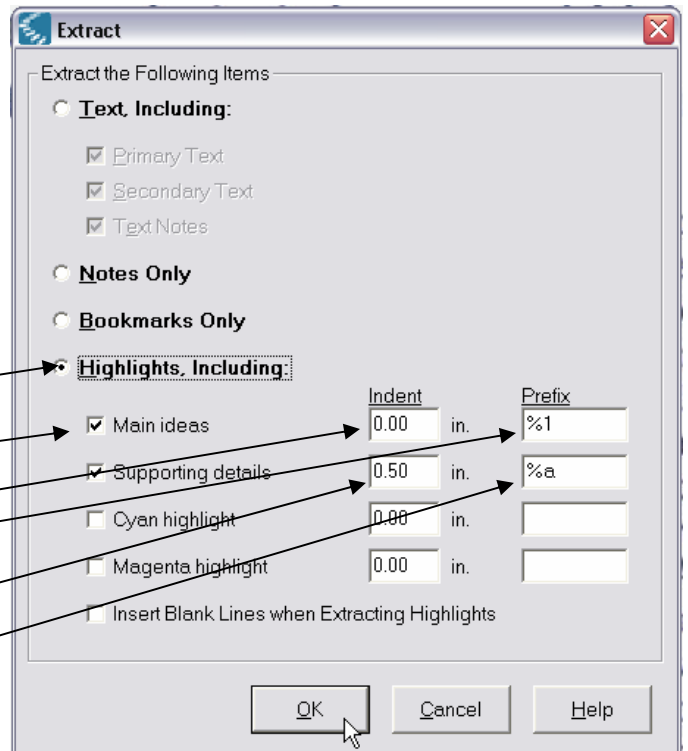 Extract
Extract the Following Items
Text, Including:
Primary Text
Secondary Text
Text Notes
Notes Only
Bookmarks Only
Highlights, Including:
Indent Prefix
Main ideas 0.00 in. %1
Supporting details 0.50 in. %a
Cyan highlight 0.00 in.
Magenta highlight 0.00 in.
Insert Blank Lines when Extracting Highlights
OK Cancel Help